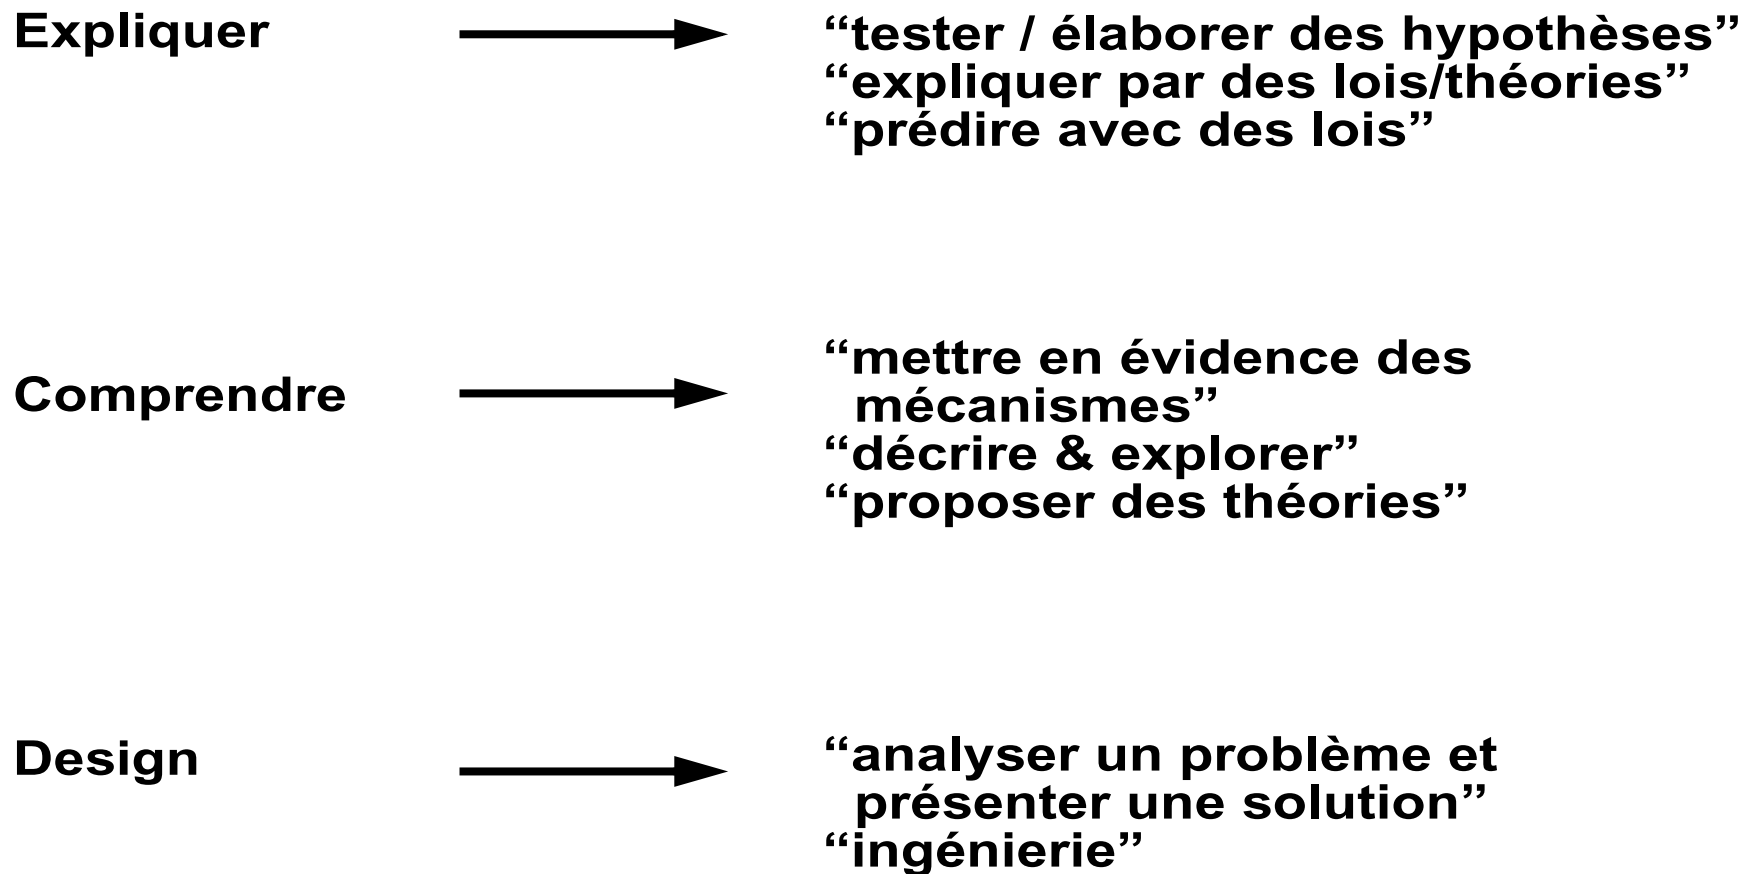 Expliquer
“tester / élaborer des hypothèses”
“expliquer par des lois/théories”
“prédire avec des lois”
Comprendre
“mettre en évidence des
mécanismes”
“décrire & explorer”
“proposer des théories”
Design
“analyser un problème et
présenter une solution”
“ingénierie”